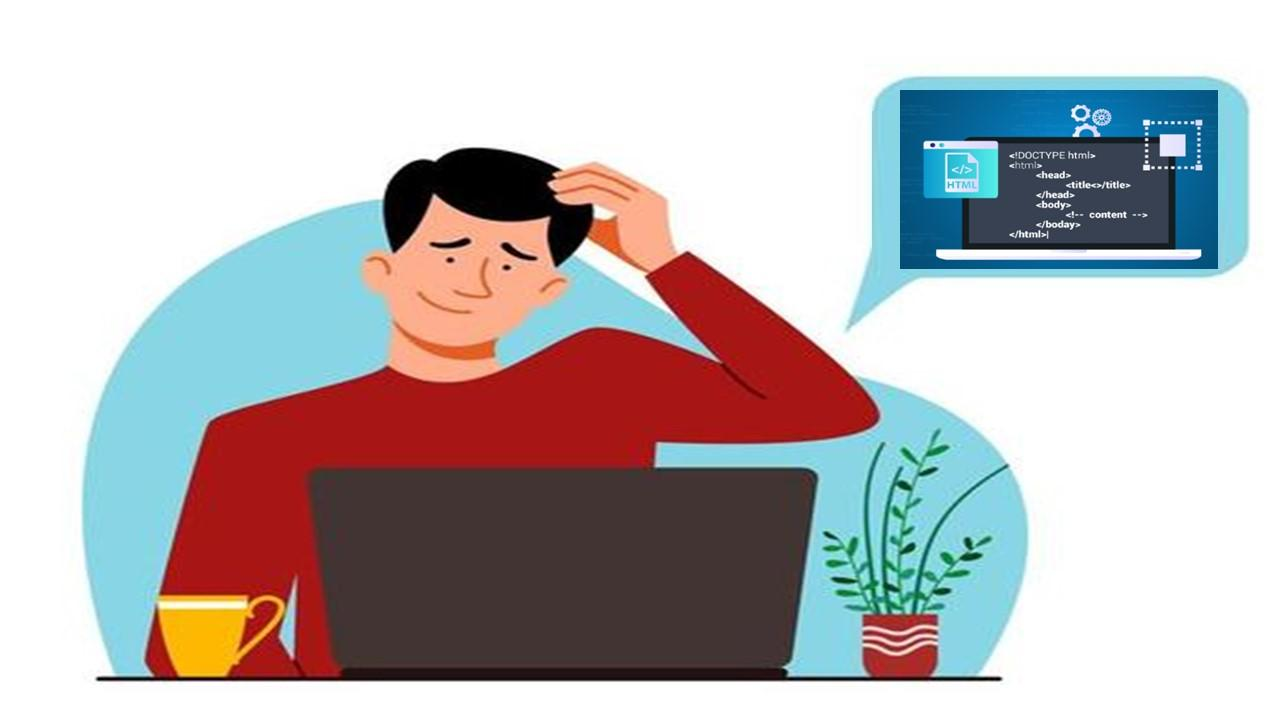 </>
HTML
<!DOCTYPE html>
<html>
<head>
<title<>/title>
</head>
<body>
<!-- content -->
</boday>
</html>|